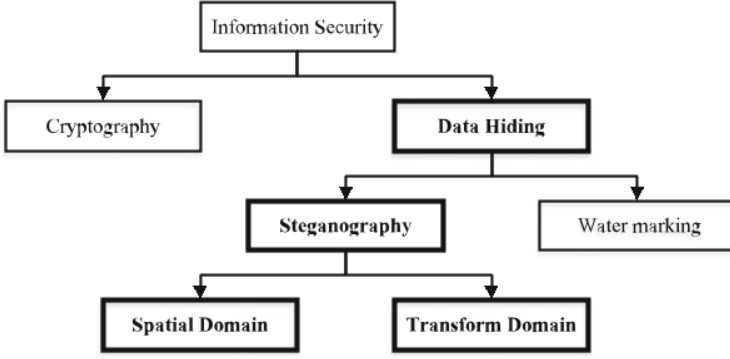 Information Security
Cryptography
Data Hiding
Steganography
Water marking
Spatial Domain
Transform Domain